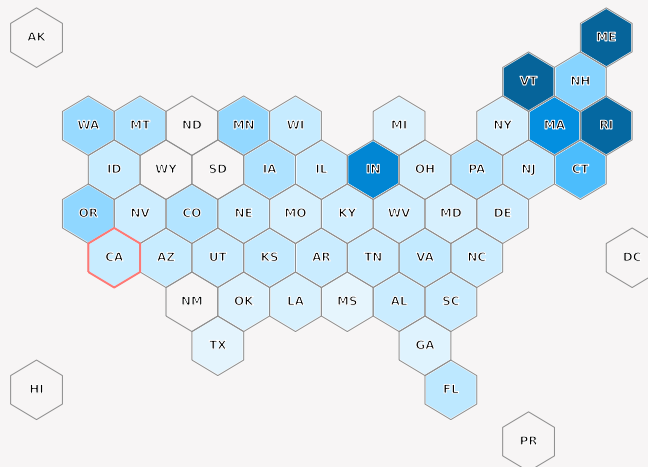 AK
ME
VT
NH
WA
MT
ND
MN
WI
MI
NY
MA
RI
ID
WY
SD
IA
IL
IN
OH
PA
NJ
CT
OR
NV
CO
NE
MO
KY
WV
MD
DE
CA
AZ
UT
KS
AR
TN
VA
NC
DC
NM
OK
LA
MS
AL
SC
TX
GA
HI
FL
PR